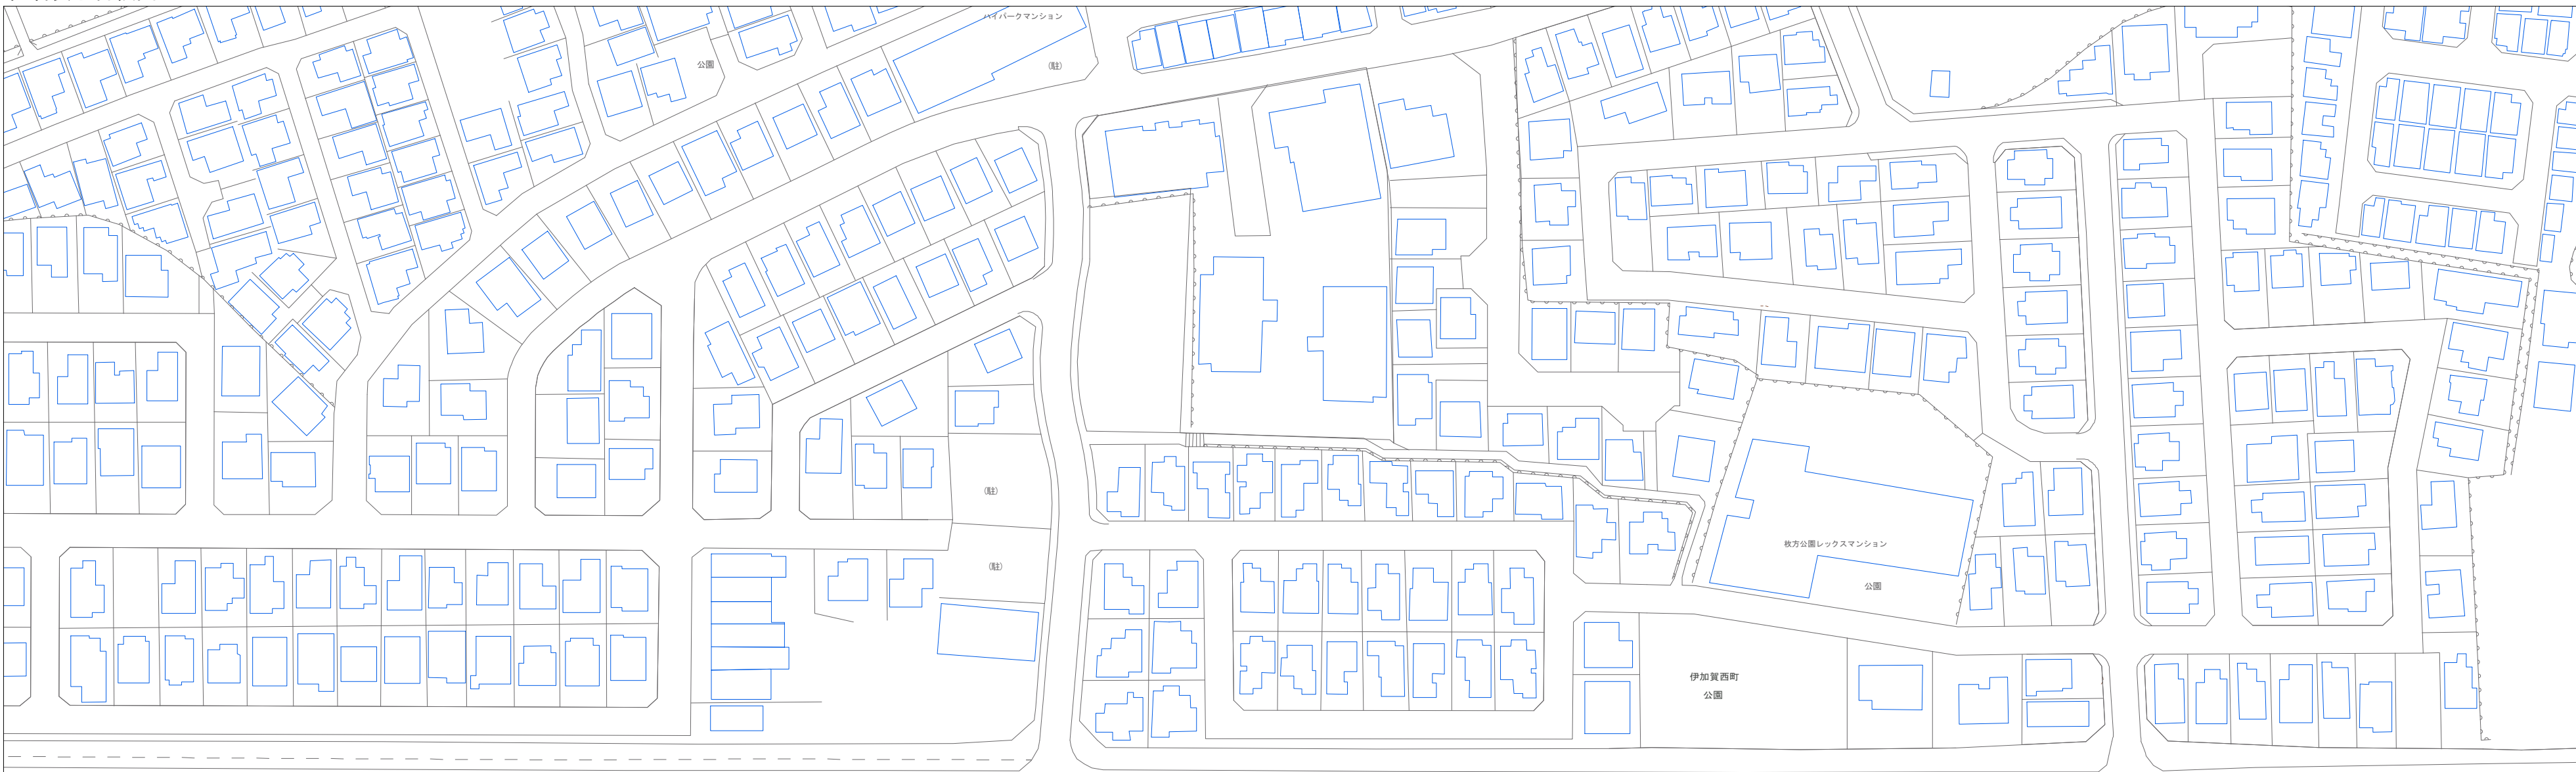 ハイパークマンション
公園
(駐)
(駐)
枚方公園レックスマンション
(駐)
公園
伊加賀西町
公園